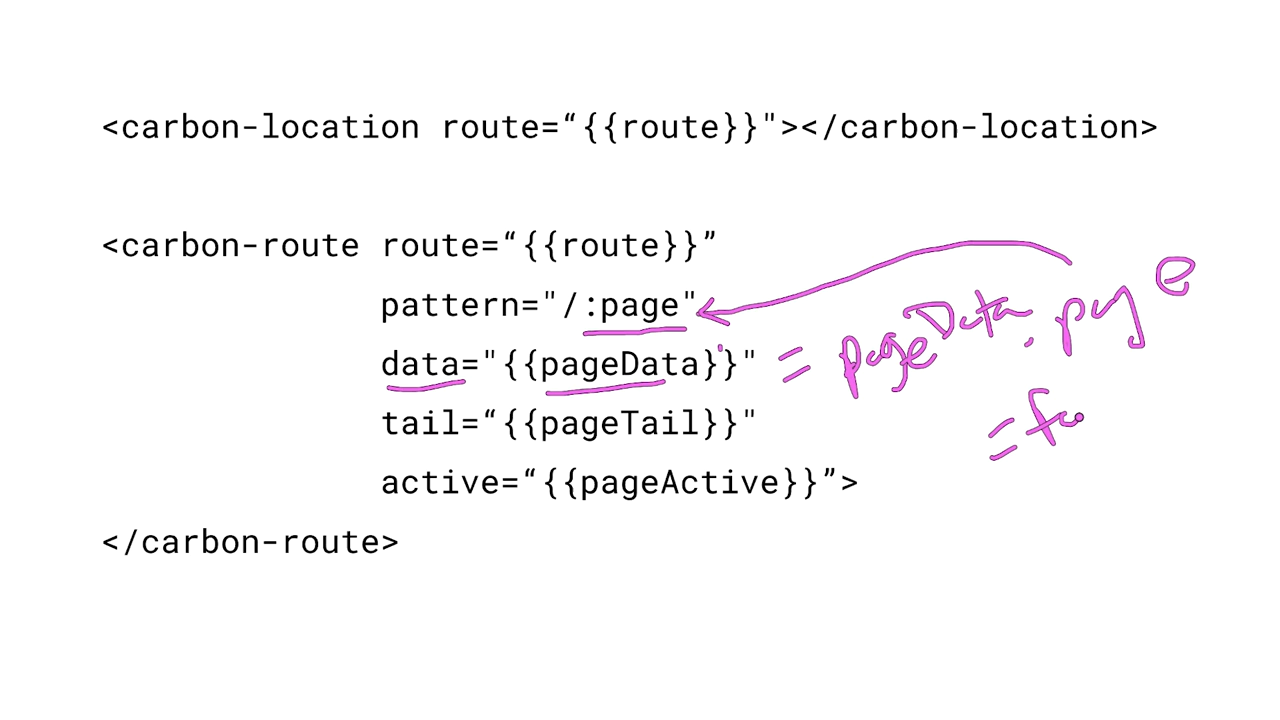 <carbon-location route=“{{route}}"></carbon-location>
<carbon-route route=“{{route}}”
pattern="/:page"
data="{{pageData}}" = pageData.page
tail=“{{pageTail}}" = fo
active=“{{pageActive}}”>
</carbon-route>